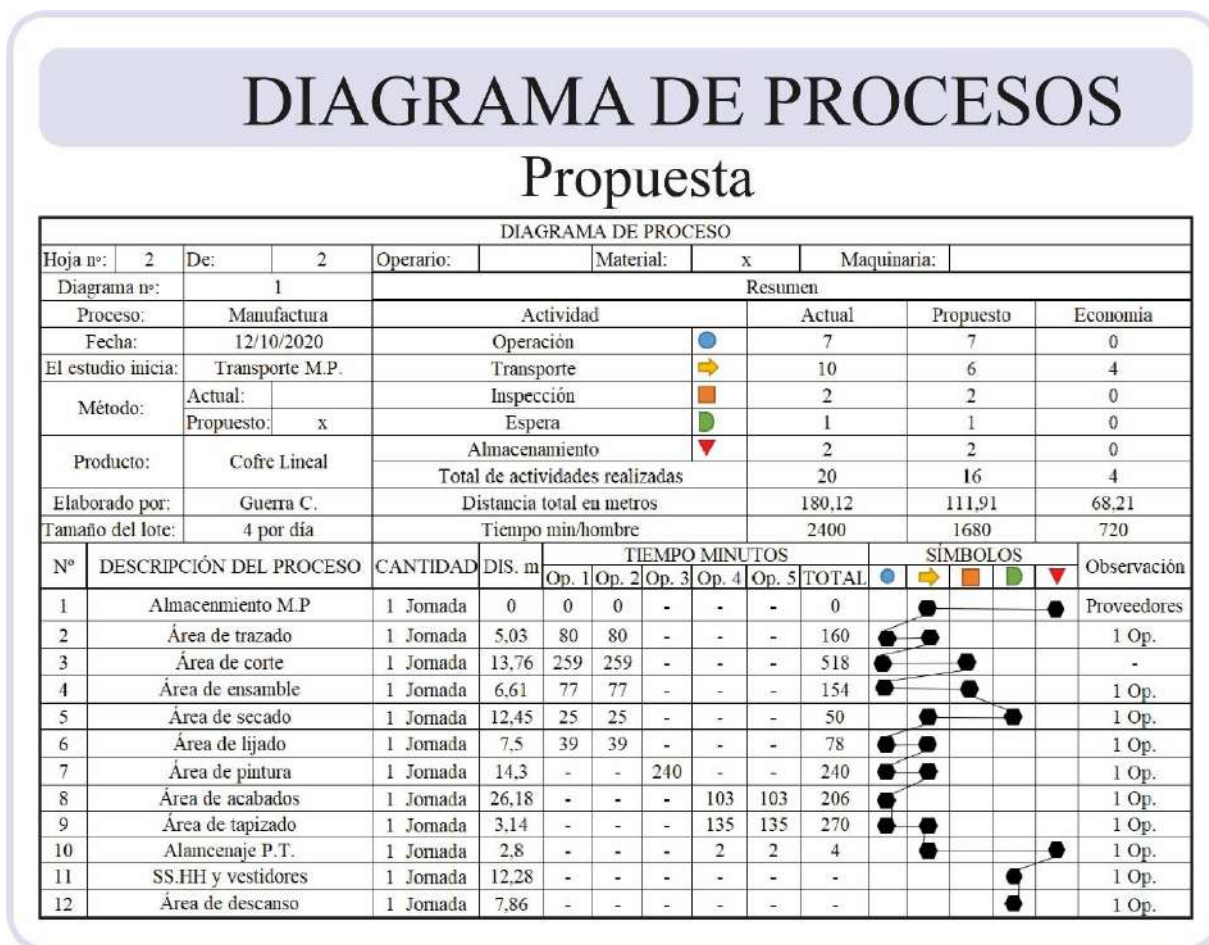 DIAGRAMA DE PROCESOS
Propuesta
DIAGRAMA DE PROCESO
Hoja nº: 2 De: 2 Operario: Material: x Maquinaria:
Diagrama nº: 1 Resumen
Proceso: Manufactura Actividad Actual Propuesto Economia
Fecha: 12/10/2020 Operación 7 7 0
El estudio inicia: Transporte M.P. Transporte 10 6 4
Método: Actual: Inspección 2 2 0
Propuesto: x Espera 1 1 0
Producto: Cofre Lineal Almacenamiento 2 2 0
Total de actividades realizadas 20 16 4
Elaborado por: Guerra C. Distancia total en metros 180,12 111,91 68,21
Tamaño del lote: 4 por día Tiempo min/hombre 2400 1680 720
Nº DESCRIPCIÓN DEL PROCESO CANTIDAD DIS. m TIEMPO MINUTOS SÍMBOLOS Observación
Op. 1 Op. 2 Op. 3 Op. 4 Op. 5 TOTAL
1 Almacenmiento M.P 1 Jornada 0 0 0 - - - 0 Proveedores
2 Área de trazado 1 Jornada 5,03 80 80 - - - 160 1 Op.
3 Área de corte 1 Jornada 13,76 259 259 - - - 518 -
4 Área de ensamble 1 Jornada 6,61 77 77 - - - 154 1 Op.
5 Área de secado 1 Jornada 12,45 25 25 - - - 50 1 Op.
6 Área de lijado 1 Jornada 7,5 39 39 - - - 78 1 Op.
7 Área de pintura 1 Jornada 14,3 - - 240 - - 240 1 Op.
8 Área de acabados 1 Jornada 26,18 - - - 103 103 206 1 Op.
9 Área de tapizado 1 Jornada 3,14 - - - 135 135 270 1 Op.
10 Alamcenaje P.T. 1 Jornada 2,8 - - - 2 2 4 1 Op.
11 SS.HH y vestidores 1 Jornada 12,28 - - - - - - 1 Op.
12 Área de descanso 1 Jornada 7,86 - - - - - - 1 Op.